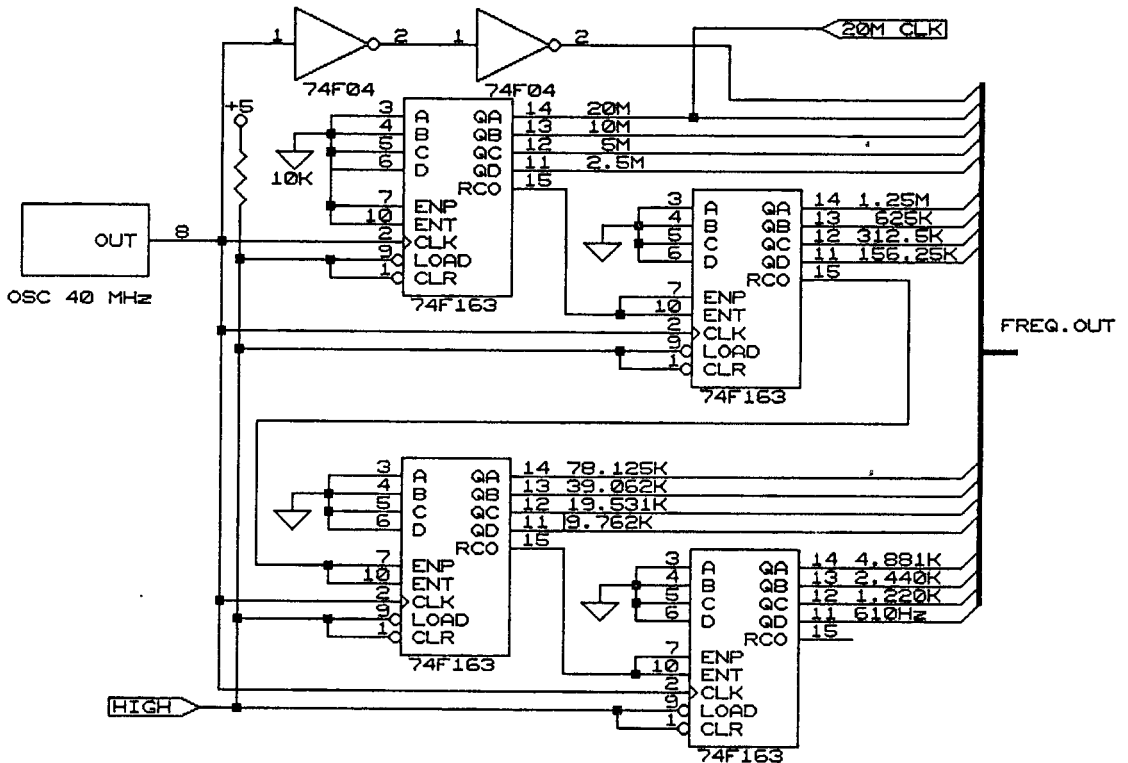 1 2 1 2 20M CLK
74F04 74F04
+5
10K
3 A QA 14 20M
4 B QB 13 10M
5 C QC 12 5M
6 D QD 11 2.5M
RCO 15
7 ENP
10 ENT
2 CLK
9 LOAD
1 CLR
74F163
OUT 8
OSC 40 MHz
3 A QA 14 1.25M
4 B QB 13 625K
5 C QC 12 312.5K
6 D QD 11 156.25K
RCO 15
7 ENP
10 ENT
2 CLK
9 LOAD
1 CLR
74F163
FREQ.OUT
3 A QA 14 78.125K
4 B QB 13 39.062K
5 C QC 12 19.531K
6 D QD 11 9.762K
RCO 15
7 ENP
10 ENT
2 CLK
9 LOAD
1 CLR
74F163
3 A QA 14 4.881K
4 B QB 13 2.440K
5 C QC 12 1.220K
6 D QD 11 610Hz
RCO 15
7 ENP
10 ENT
2 CLK
9 LOAD
1 CLR
74F163
HIGH